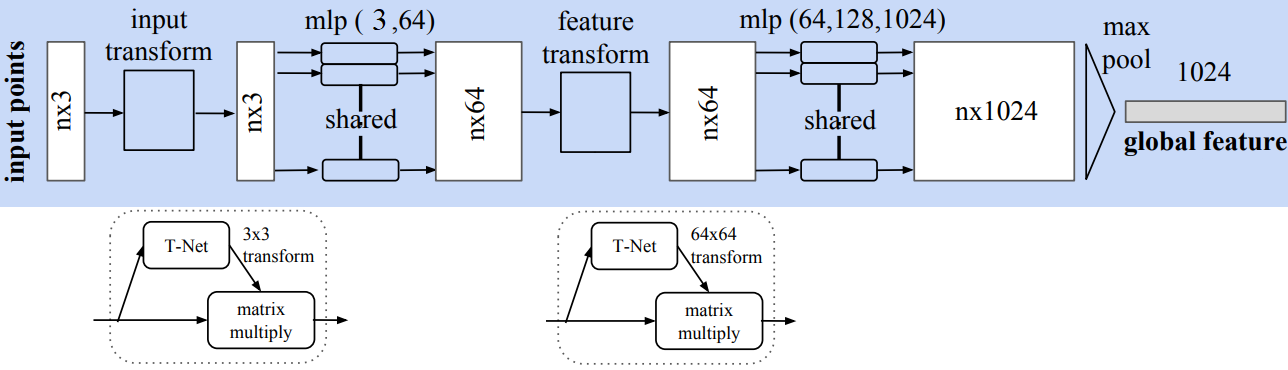 input points
nx3
input
transform
nx3
mlp (3,64)
shared
nx64
feature
transform
nx64
mlp (64,128,1024)
shared
nx1024
max
pool
1024
global feature
T-Net
3x3
transform
matrix
multiply
T-Net
64x64
transform
matrix
multiply